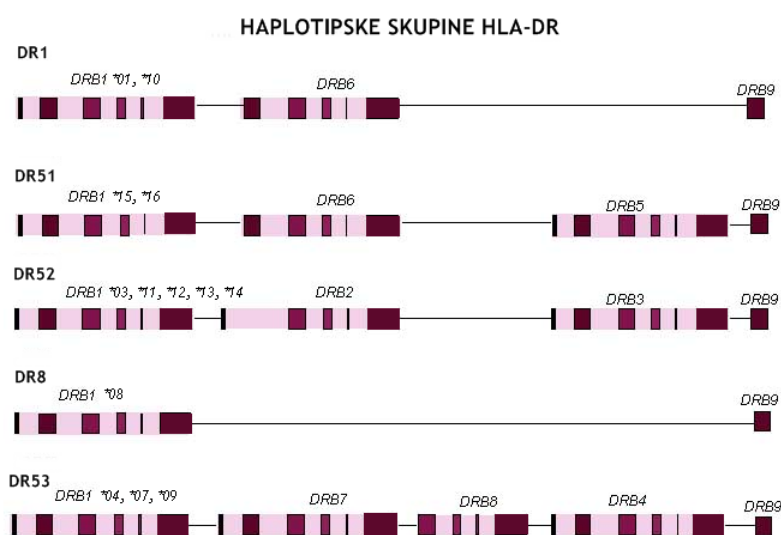 HAPLOTIPSKE SKUPINE HLA-DR
DR1
DRB1 *01, *10
DRB6
DRB9
DR51
DRB1 *15, *16
DRB6
DRB5
DRB9
DR52
DRB1 *03, *11, *12, *13, *14
DRB2
DRB3
DRB9
DR8
DRB1 *08
DRB9
DR53
DRB1 *04, *07, *09
DRB7
DRB8
DRB4
DRB9